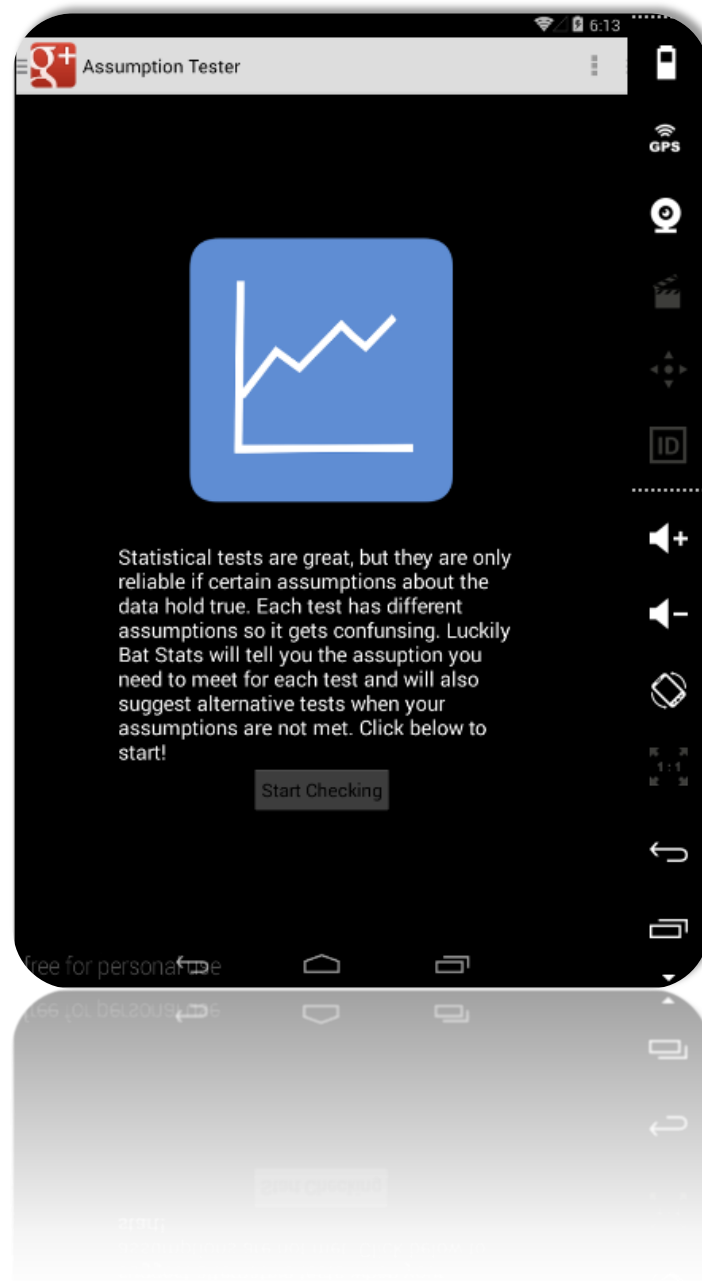 6:13
g+ Assumption Tester
GPS
ID
Statistical tests are great, but they are only
reliable if certain assumptions about the
data hold true. Each test has different
assumptions so it gets confunsing. Luckily
Bat Stats will tell you the assuption you
need to meet for each test and will also
suggest alternative tests when your
assumptions are not met. Click below to
start!
1:1
Start Checking
free for personal use